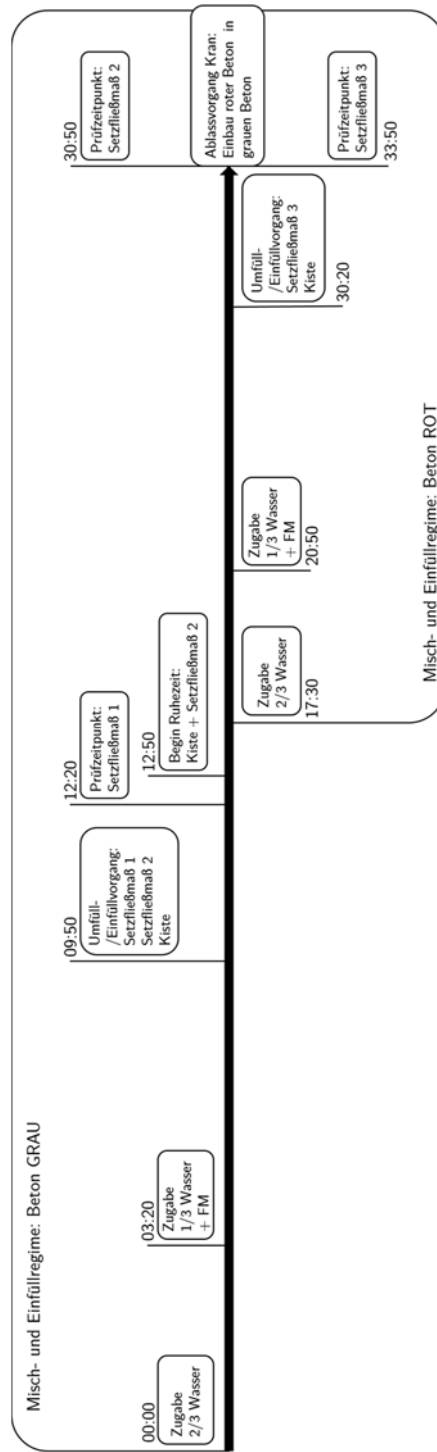 Misch- und Einfüllregime: Beton GRAU
00:00
Zugabe
2/3 Wasser
03:20
Zugabe
1/3 Wasser
+ FM
09:50
Umfüll-
/Einfüllvorgang:
Setzfließmaß 1
Setzfließmaß 2
Kiste
12:20
Prüfzeitpunkt:
Setzfließmaß 1
12:50
Begin Ruhezeit:
Kiste + Setzfließmaß 2
30:50
Prüfzeitpunkt:
Setzfließmaß 2
Ablassvorgang Kran:
Einbau roter Beton in
grauen Beton
Zugabe
2/3 Wasser
17:30
Zugabe
1/3 Wasser
+ FM
20:50
Umfüll-
/Einfüllvorgang:
Setzfließmaß 3
Kiste
30:20
Prüfzeitpunkt:
Setzfließmaß 3
33:50
Misch- und Einfüllregime: Beton ROT